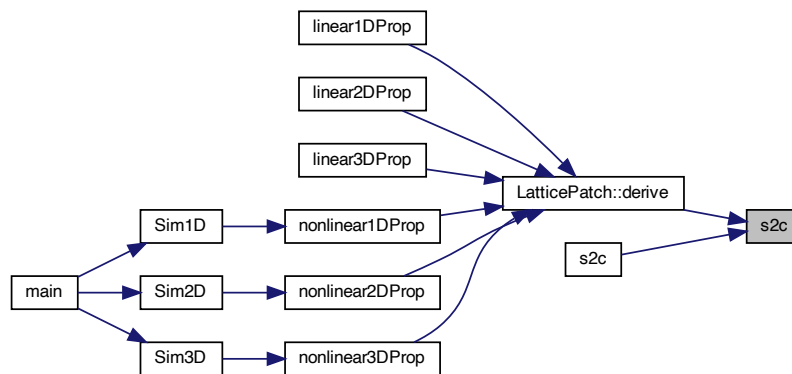 linear1DProp
linear2DProp
linear3DProp
LatticePatch::derive
Sim1D
nonlinear1DProp
s2c
s2c
main
Sim2D
nonlinear2DProp
Sim3D
nonlinear3DProp